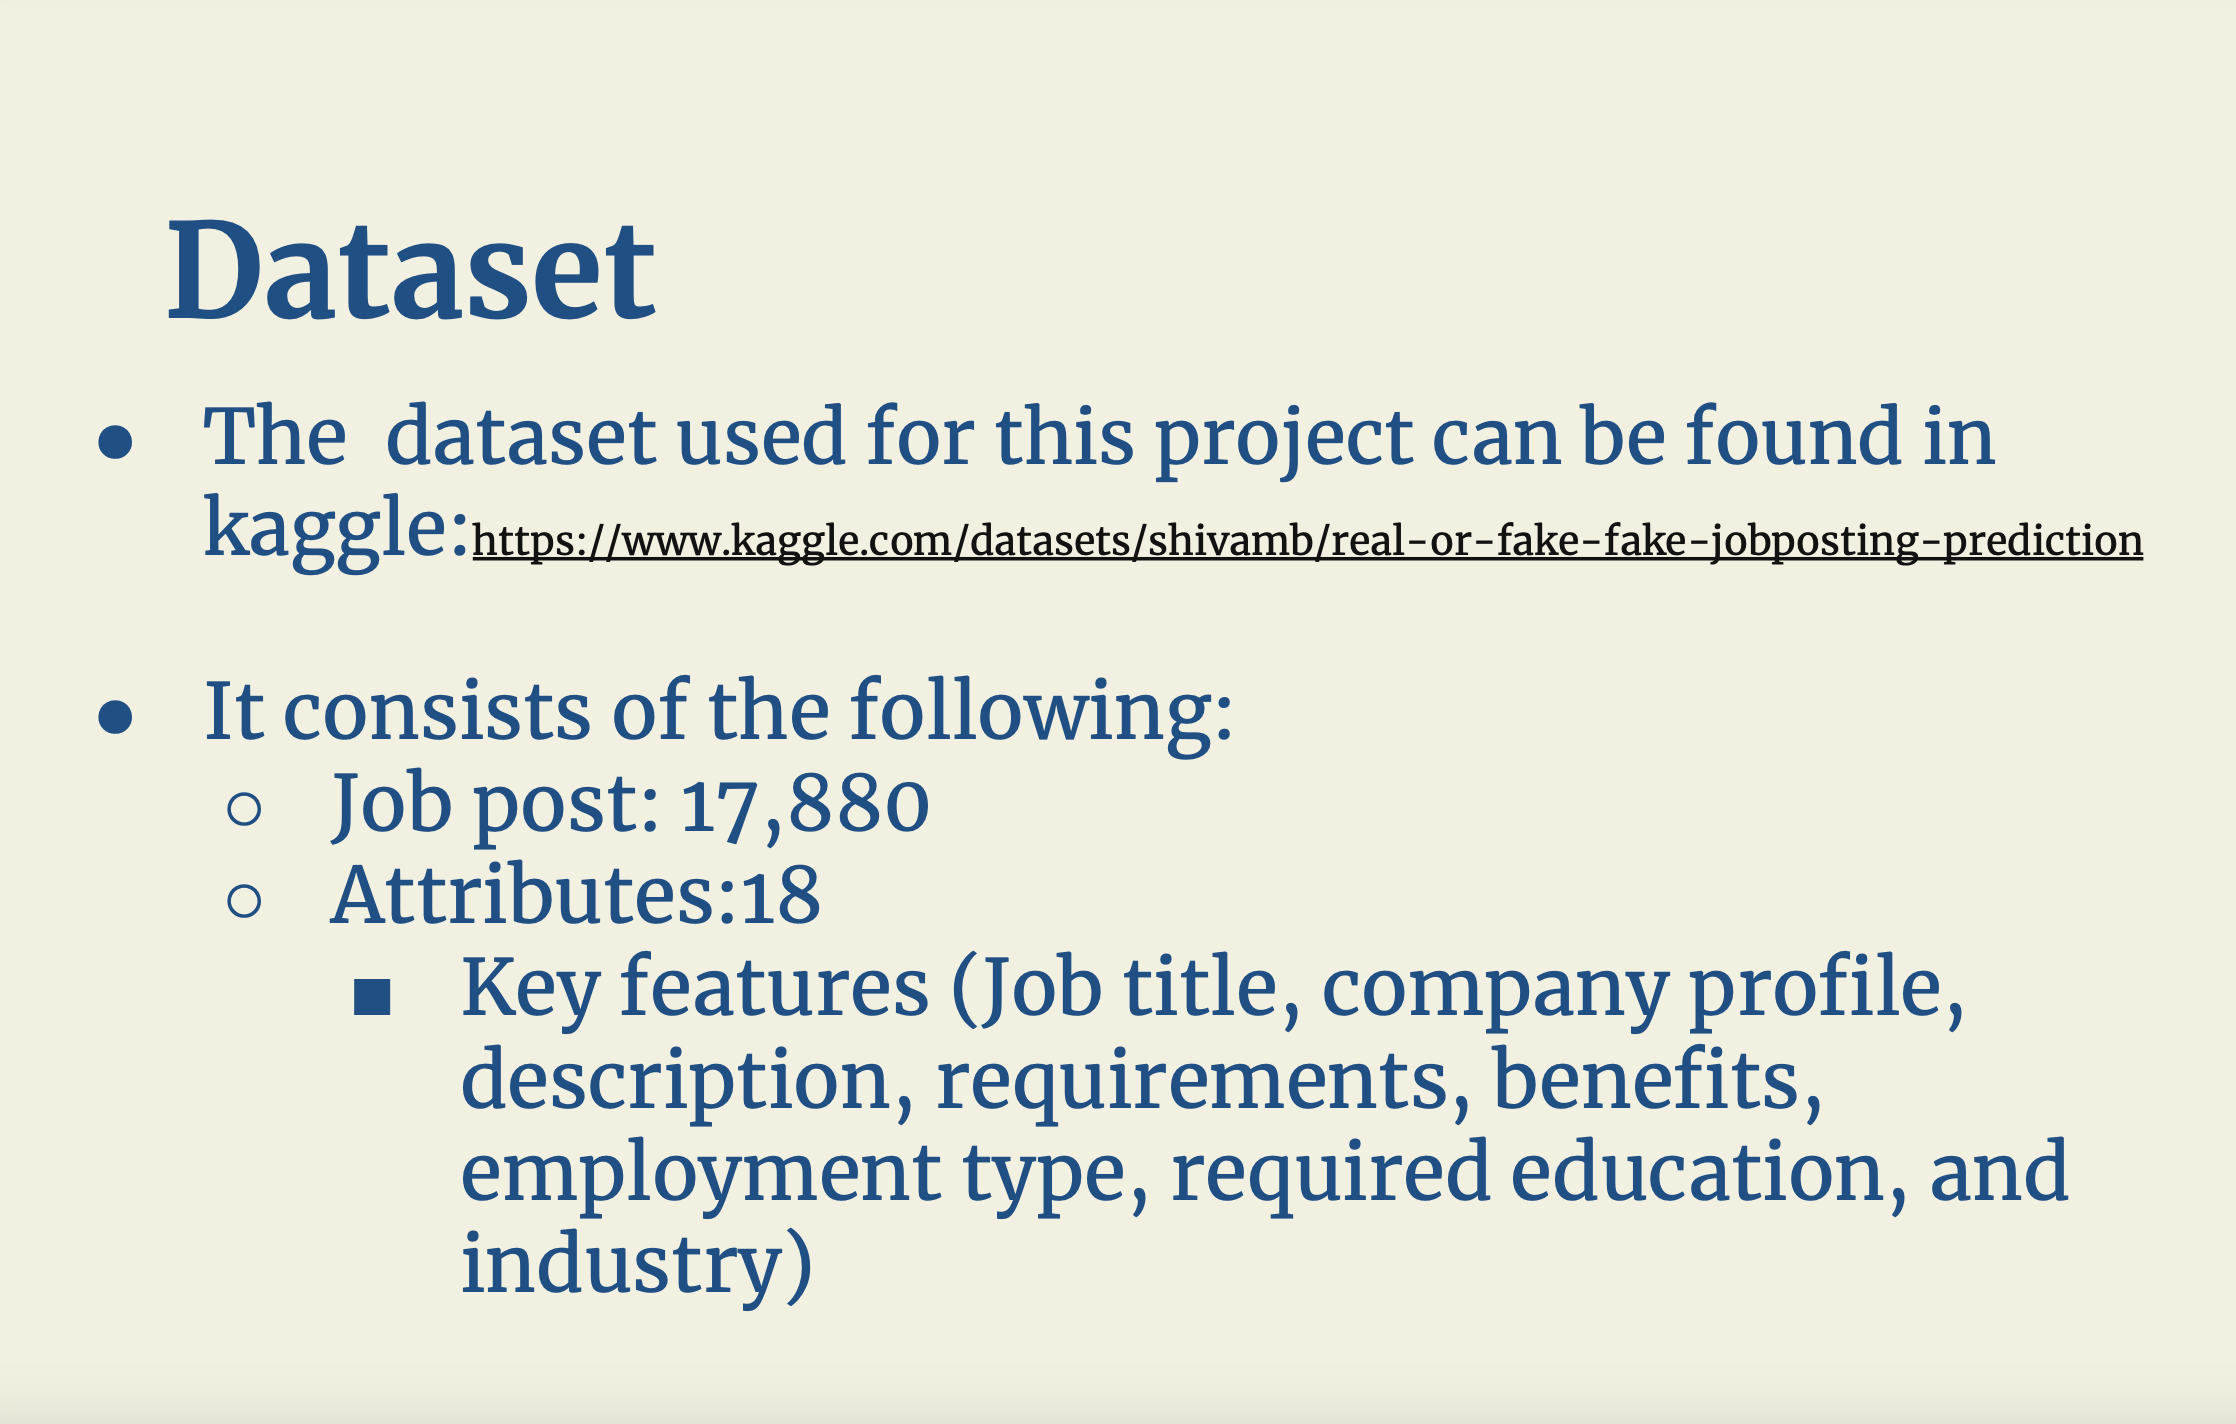 Dataset
● The  dataset used for this project can be found in
kaggle:https://www.kaggle.com/datasets/shivamb/real-or-fake-fake-jobposting-prediction
● It consists of the following:
○ Job post: 17,880
○ Attributes:18
■ Key features (Job title, company profile,
description, requirements, benefits,
employment type, required education, and
industry)